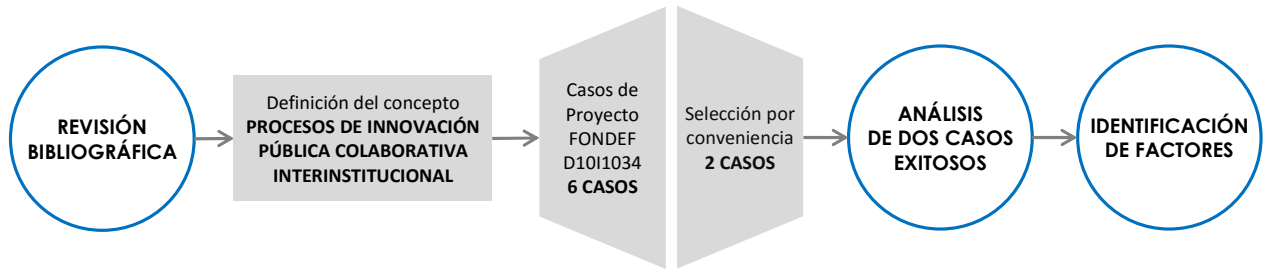 REVISIÓN
BIBLIOGRÁFICA
Definición del concepto
PROCESOS DE INNOVACIÓN
PÚBLICA COLABORATIVA
INTERINSTITUCIONAL
Casos de
Proyecto
FONDEF
D10I1034
6 CASOS
Selección por
conveniencia
2 CASOS
ANÁLISIS
DE DOS CASOS
EXITOSOS
IDENTIFICACIÓN
DE FACTORES